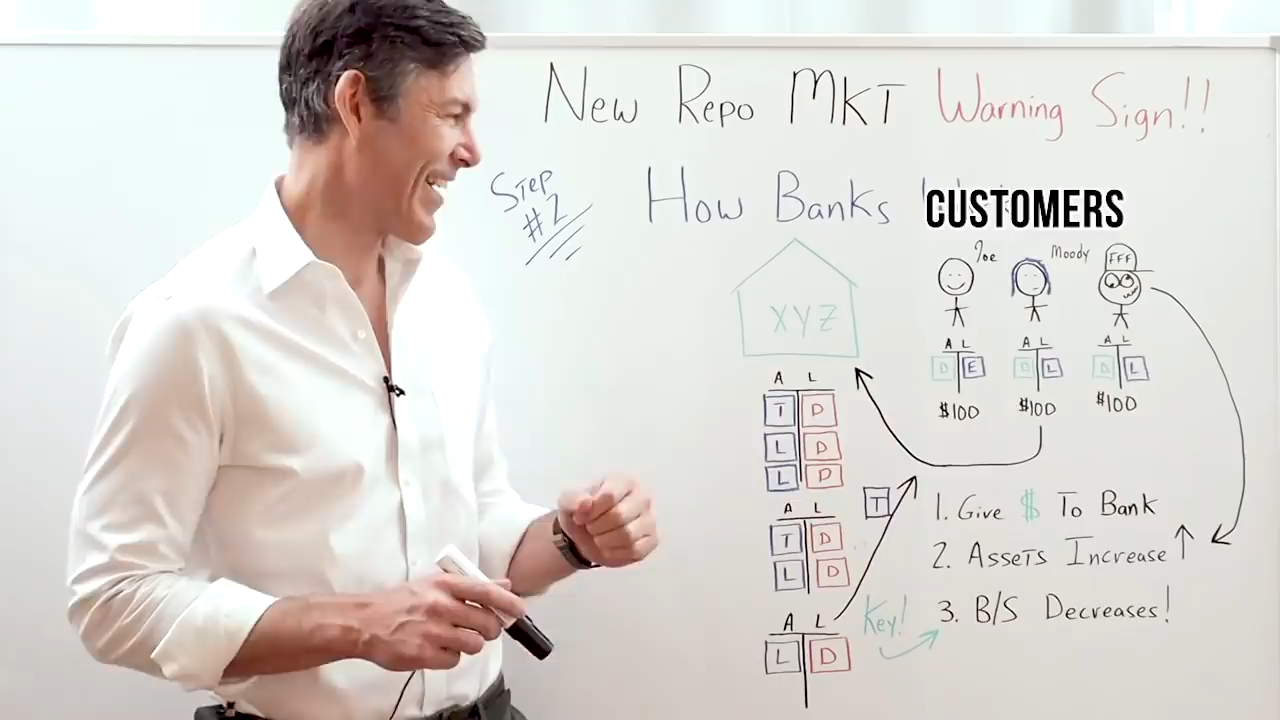 New Repo MKT Warning Sign!!
Step
#2
How Banks
CUSTOMERS
Joe
Moody
FFF
XYZ
A L
D E
$100
A L
D L
$100
A L
D L
$100
A L
T D
L D
L D
A L
T D
L D
T
A L
L D
1. Give $ To Bank
2. Assets Increase ↑
Key!
3. B/S Decreases!